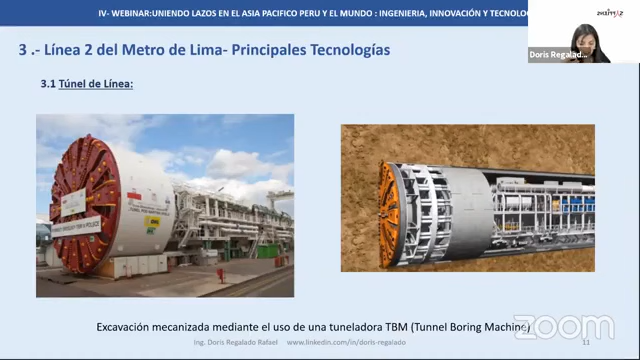 IV- WEBINAR:UNIENDO LAZOS EN EL ASIA PACIFICO PERU Y EL MUNDO : INGENIERIA, INNOVACIÓN Y TECNOLOG
Doris Regalad...
3 .- Línea 2 del Metro de Lima- Principales Tecnologías
3.1 Túnel de Línea:
Excavación mecanizada mediante el uso de una tuneladora TBM (Tunnel Boring Machine)
zoom
Ing. Doris Regalado Rafael www.linkedin.com/in/doris-regalado
11